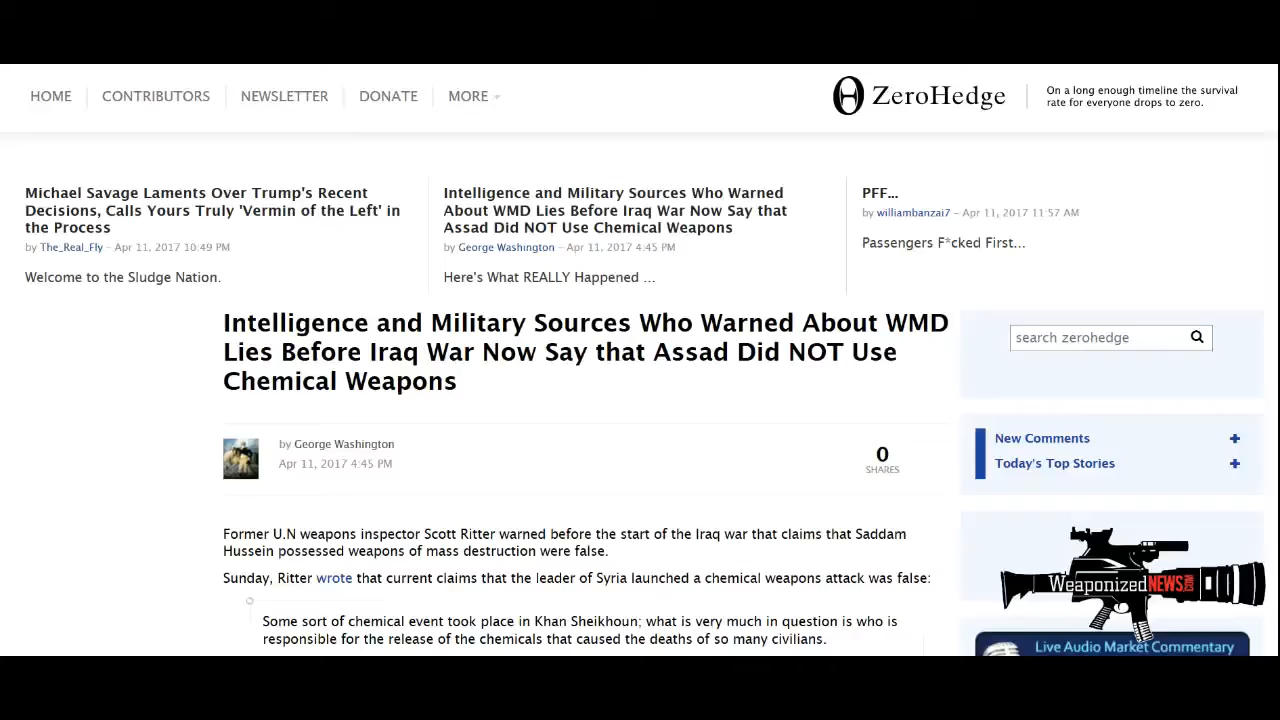 HOME
CONTRIBUTORS
NEWSLETTER
DONATE
MORE
ZeroHedge
On a long enough timeline the survival
rate for everyone drops to zero.
Michael Savage Laments Over Trump's Recent
Decisions, Calls Yours Truly 'Vermin of the Left' in
the Process
by The_Real_Fly - Apr 11, 2017 10:49 PM
Welcome to the Sludge Nation.
Intelligence and Military Sources Who Warned
About WMD Lies Before Iraq War Now Say that
Assad Did NOT Use Chemical Weapons
by George Washington - Apr 11, 2017 4:45 PM
Here's What REALLY Happened ...
PFF...
by williambanzai7 - Apr 11, 2017 11:57 AM
Passengers F*cked First...
Intelligence and Military Sources Who Warned About WMD
Lies Before Iraq War Now Say that Assad Did NOT Use
Chemical Weapons
by George Washington
Apr 11, 2017 4:45 PM
0
SHARES
Former U.N weapons inspector Scott Ritter warned before the start of the Iraq war that claims that Saddam
Hussein possessed weapons of mass destruction were false.
Sunday, Ritter wrote that current claims that the leader of Syria launched a chemical weapons attack was false:
Some sort of chemical event took place in Khan Sheikhoun; what is very much in question is who is
responsible for the release of the chemicals that caused the deaths of so many civilians.
search zerohedge
New Comments
Today's Top Stories
WeaponizedNEWS.COM
Live Audio Market Commentary